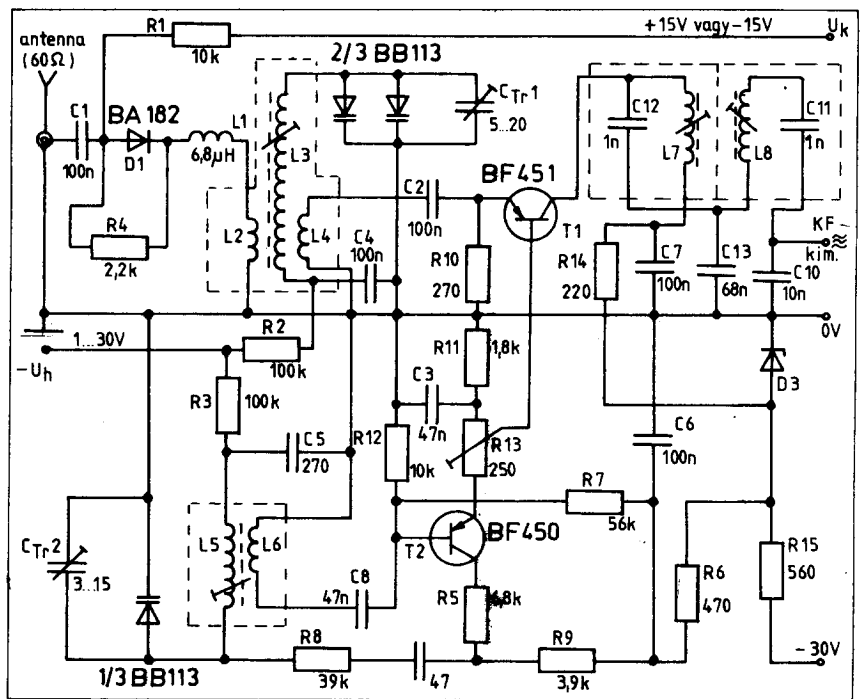 R1
10k
+15V vagy-15V
Uk
antenna
(60Ω)
2/3 BB113
C1
100n
BA 182
D1
L1
6,8µH
L3
CTr1
5...20
C12
1n
L7
L8
C11
1n
R4
2,2k
L2
L4
C2
100n
BF451
T1
C4
100n
R10
270
R14
220
C7
100n
C13
68n
KF
kim.
C10
10n
0V
1...30V
-Uh
R2
100k
R11
1,8k
D3
R3
100k
C3
47n
R13
250
C6
100n
C5
270
R12
10k
R7
56k
CTr2
3...15
L5
L6
T2
BF450
C8
47n
R5
R6
470
R15
560
R8
39k
47
R9
3,9k
-30V
1/3 BB113